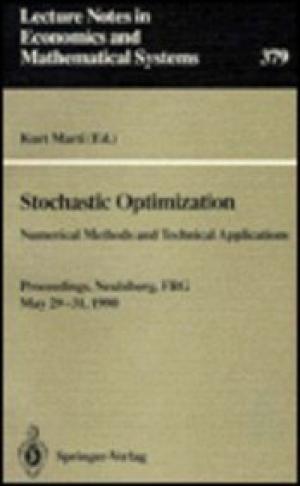 Lecture Notes in
Economics and
Mathematical Systems
379
Kurt Marti (Ed.)
Stochastic Optimization
Numerical Methods and Technical Applications
Proceedings, Neubiberg, FRG
May 29-31, 1990
Springer-Verlag